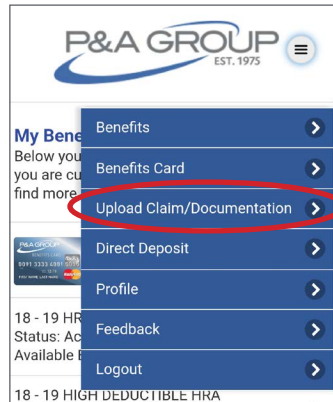 P&A GROUP
EST. 1975
My Bene
Below you
you are cu
find more
Benefits
Benefits Card
Upload Claim/Documentation
Direct Deposit
Profile
Feedback
Logout
P&A GROUP
18 - 19 HR
Status: Ac
Available B
18 - 19 HIGH DEDUCTIBLE HRA